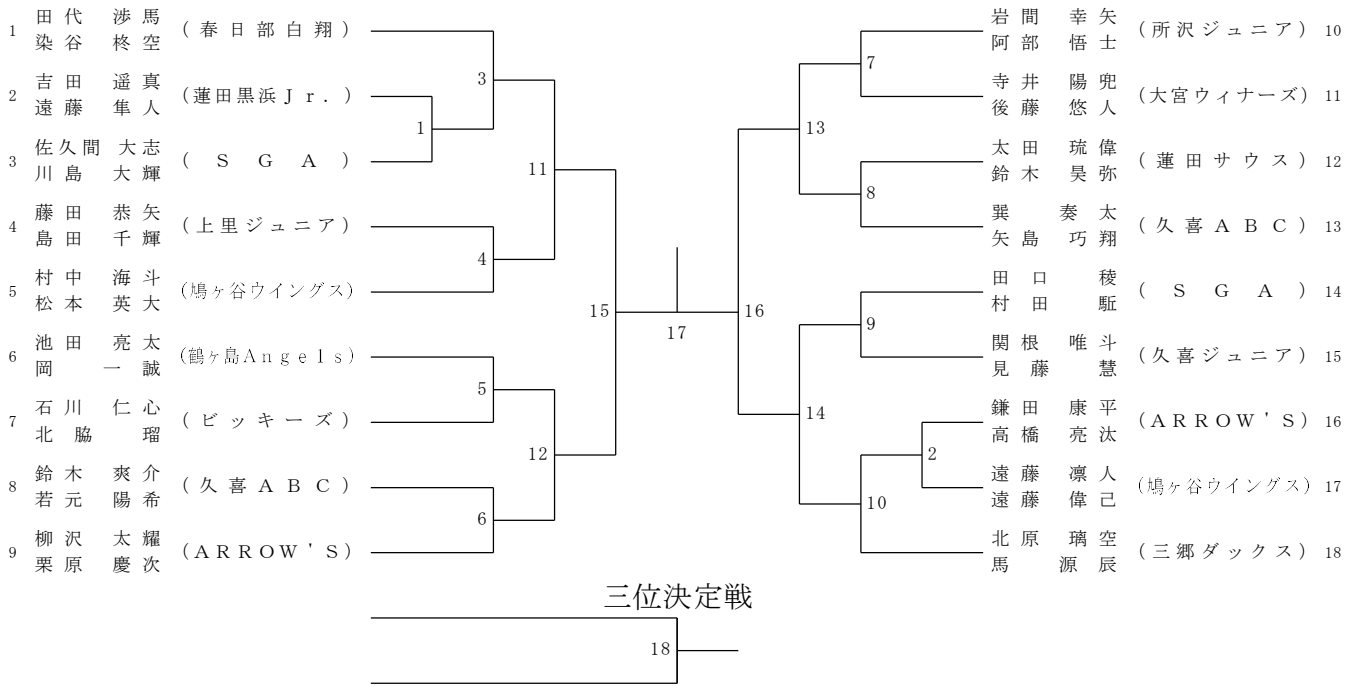 1 田代 渉馬 染谷 柊空 (春日部白翔)
2 吉田 遥真 遠藤 隼人 (蓮田黒浜Jr.)
3 佐久間 大志 川島 大輝 (SGA)
4 藤田 恭矢 島田 千輝 (上里ジュニア)
5 村中 海斗 松本 英大 (鳩ヶ谷ウイングス)
6 池田 亮太 岡 一誠 (鶴ヶ島Angels)
7 石川 仁心 北脇 瑠 (ビッキーズ)
8 鈴木 爽介 若元 陽希 (久喜ABC)
9 柳沢 太耀 栗原 慶次 (ARROW'S)
3
1
11
4
15
5
12
6
17
岩間 幸矢 阿部 悟士 (所沢ジュニア) 10
寺井 陽兜 後藤 悠人 (大宮ウィナーズ) 11
太田 琉偉 鈴木 昊弥 (蓮田サウス) 12
巽 奏太 矢島 巧翔 (久喜ABC) 13
田口 稜 村田 駈 (SGA) 14
関根 唯斗 見藤 慧 (久喜ジュニア) 15
鎌田 康平 高橋 亮汰 (ARROW'S) 16
遠藤 凛人 遠藤 偉己 (鳩ヶ谷ウイングス) 17
北原 璃空 馬 源辰 (三郷ダックス) 18
7
13
8
16
9
14
2
10
三位決定戦
18